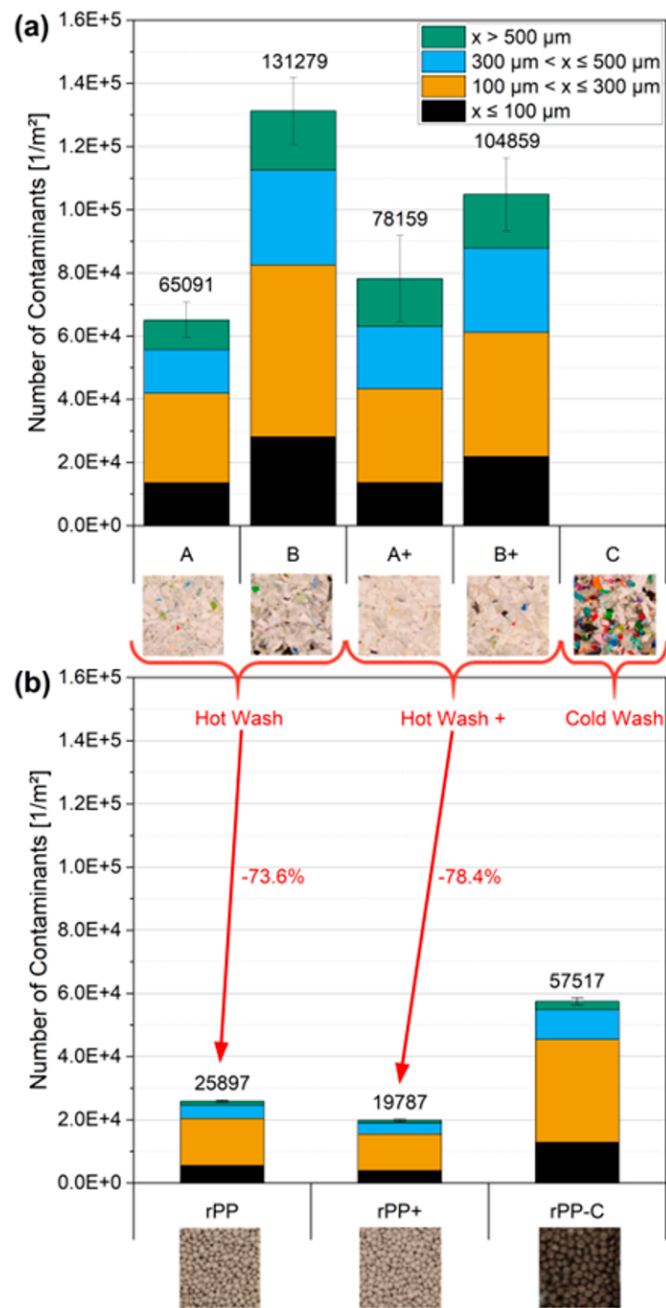 (a)
Number of Contaminants [1/m²]
1.6E+5
1.4E+5
1.2E+5
1.0E+5
8.0E+4
6.0E+4
4.0E+4
2.0E+4
0.0E+0
x > 500 µm
300 µm < x ≤ 500 µm
100 µm < x ≤ 300 µm
x ≤ 100 µm
65091
131279
78159
104859
A
B
A+
B+
C
(b)
Hot Wash
Hot Wash +
Cold Wash
-73.6%
-78.4%
Number of Contaminants [1/m²]
1.6E+5
1.4E+5
1.2E+5
1.0E+5
8.0E+4
6.0E+4
4.0E+4
2.0E+4
0.0E+0
25897
19787
57517
rPP
rPP+
rPP-C